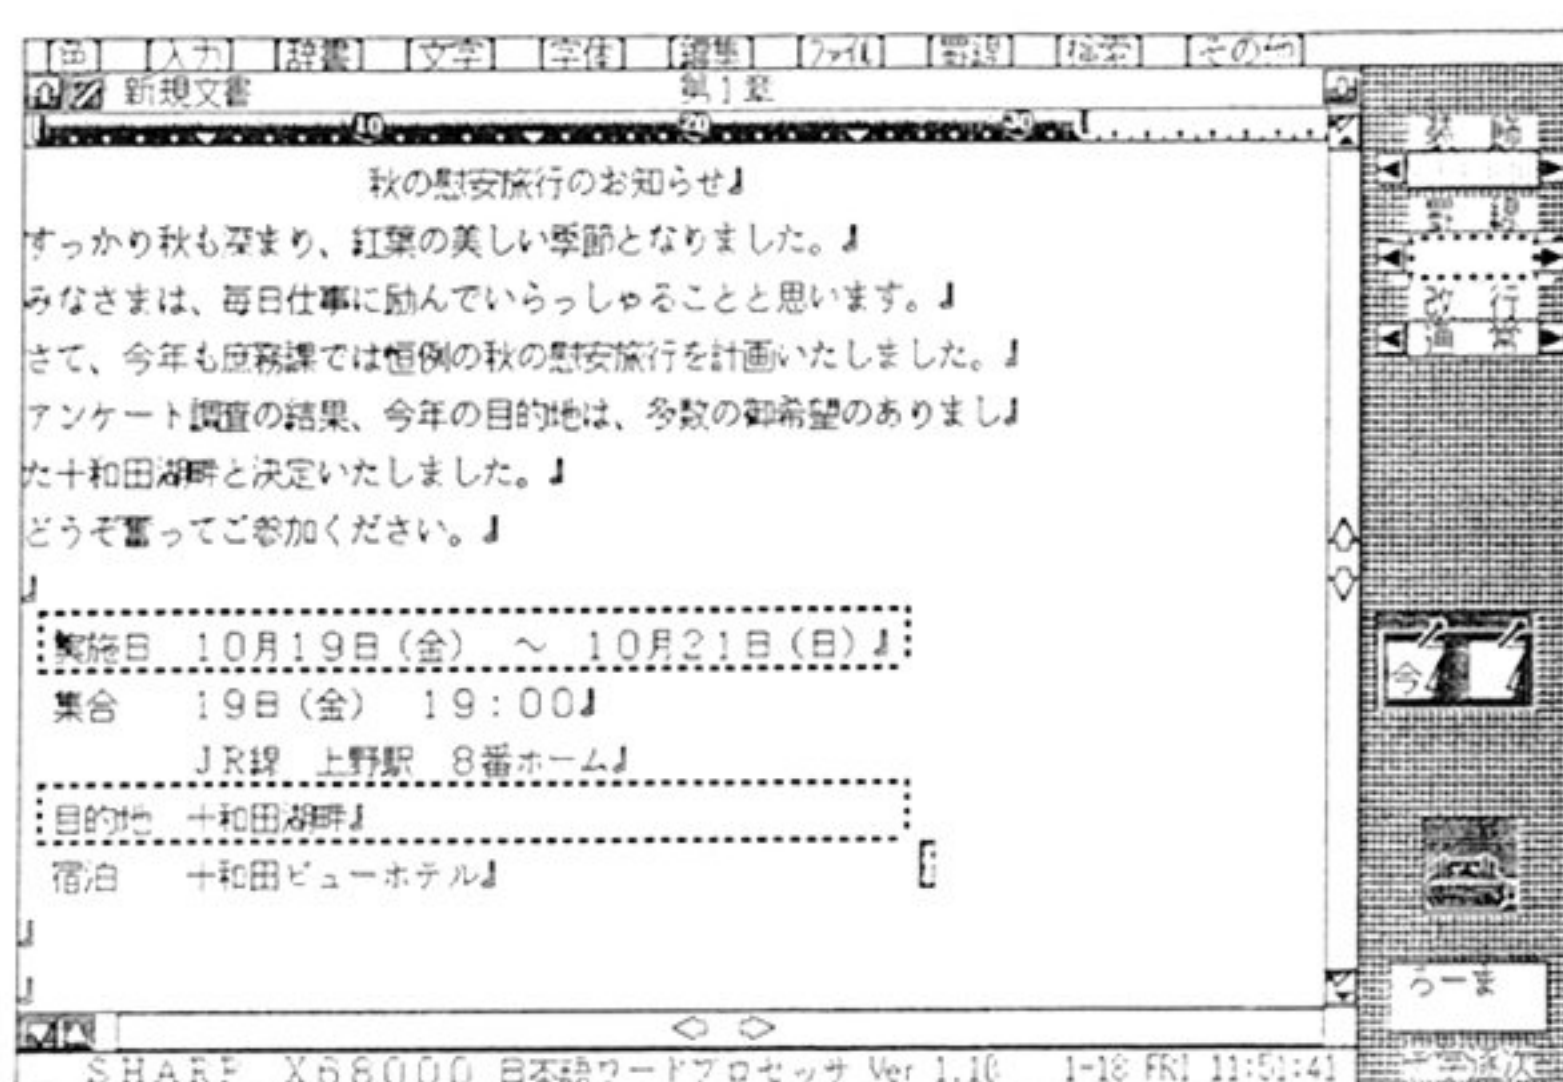 [色] [入力] [辞書] [文字] [字体] [編集] [ファイル] [罫線] [検索] [その他]
新規文書 第1章
10 20 30
秋の慰安旅行のお知らせ
すっかり秋も深まり、紅葉の美しい季節となりました。
みなさまは、毎日仕事に励んでいらっしゃることと思います。
さて、今年も庶務課では恒例の秋の慰安旅行を計画いたしました。
アンケート調査の結果、今年の目的地は、多数の御希望のありまし
た十和田湖畔と決定いたしました。
どうぞ奮ってご参加ください。
実施日 10月19日(金) ~ 10月21日(日)
集合 19日(金) 19:00
JR線 上野駅 8番ホーム
目的地 十和田湖畔
宿泊 十和田ビューホテル
装飾
罫線
改行
通常
今
ろーま
SHARP X68000 日本語ワードプロセッサ Ver 1.10 1-18 FRI 11:51:41